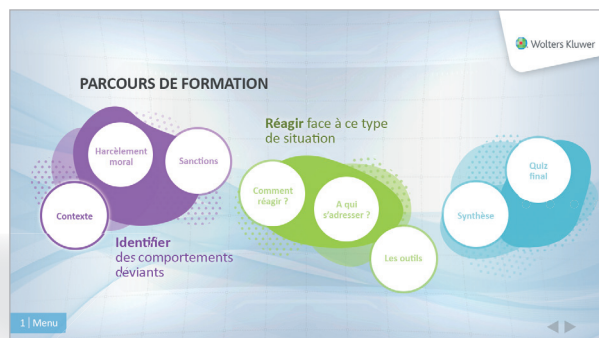 Wolters Kluwer
PARCOURS DE FORMATION
Harcèlement
moral
Sanctions
Contexte
Identifier
des comportements
deviants
Réagir face à ce type
de situation
Comment
réagir ?
A qui
s'adresser ?
Les outils
Synthèse
Quiz
final
1 | Menu